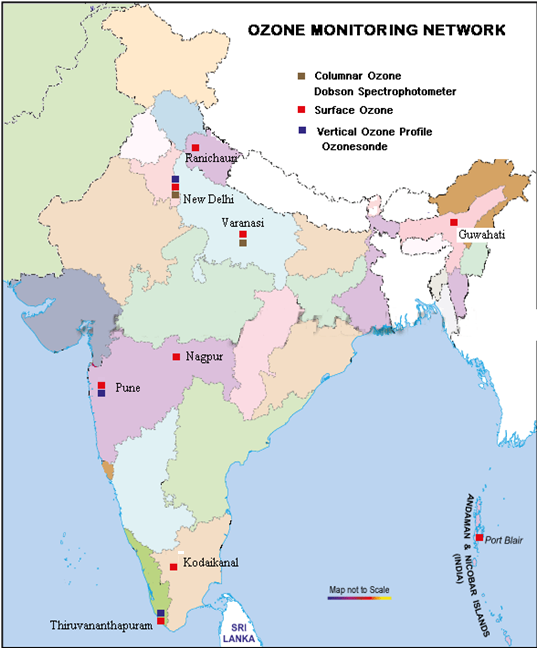 OZONE MONITORING NETWORK
Columnar Ozone
Dobson Spectrophotometer
Surface Ozone
Vertical Ozone Profile
Ozonesonde
Ranichauri
New Delhi
Varanasi
Guwahati
Nagpur
Pune
ANDAMAN & NICOBAR ISLANDS
(INDIA)
Port Blair
Kodaikanal
Map not to Scale
Thiruvananthapuram
SRI
LANKA